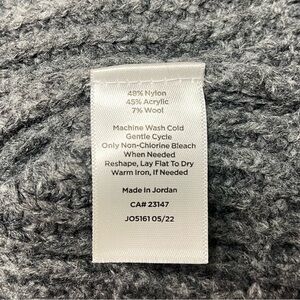 48% Nylon
45% Acrylic
7% Wool
Machine Wash Cold
Gentle Cycle
Only Non-Chlorine Bleach
When Needed
Reshape, Lay Flat To Dry
Warm Iron, If Needed
Made In Jordan
CA# 23147
JO5161 05/22